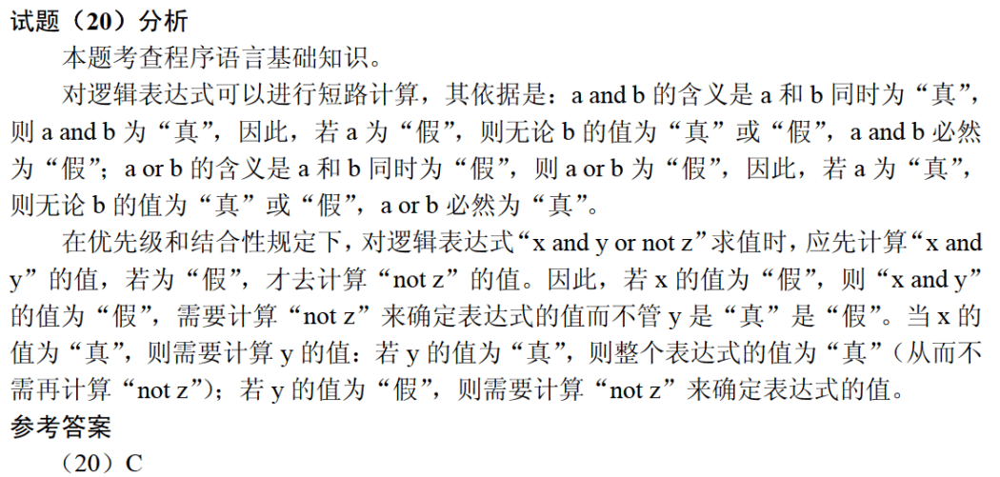 试题（20）分析
本题考查程序语言基础知识。
对逻辑表达式可以进行短路计算，其依据是：a and b 的含义是 a 和 b 同时为“真”，
则 a and b 为“真”，因此，若 a 为“假”，则无论 b 的值为“真”或“假”，a and b 必然
为“假”；a or b 的含义是 a 和 b 同时为“假”，则 a or b 为“假”，因此，若 a 为“真”，
则无论 b 的值为“真”或“假”，a or b 必然为“真”。
在优先级和结合性规定下，对逻辑表达式“x and y or not z”求值时，应先计算“x and
y”的值，若为“假”，才去计算“not z”的值。因此，若 x 的值为“假”，则“x and y”
的值为“假”，需要计算“not z”来确定表达式的值而不管 y 是“真”是“假”。当 x 的
值为“真”，则需要计算 y 的值：若 y 的值为“真”，则整个表达式的值为“真”（从而不
需再计算“not z”）；若 y 的值为“假”，则需要计算“not z”来确定表达式的值。
参考答案
（20）C